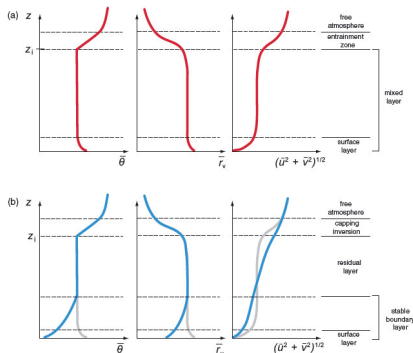 (a)
z
z_i
θ̄
r̄_v
(ū² + v̄²)^1/2
free
atmosphere
entrainment
zone
mixed
layer
surface
layer
(b)
z
z_i
θ̄
(ū² + v̄²)^1/2
free
atmosphere
capping
inversion
residual
layer
stable
boundary
layer
surface
layer